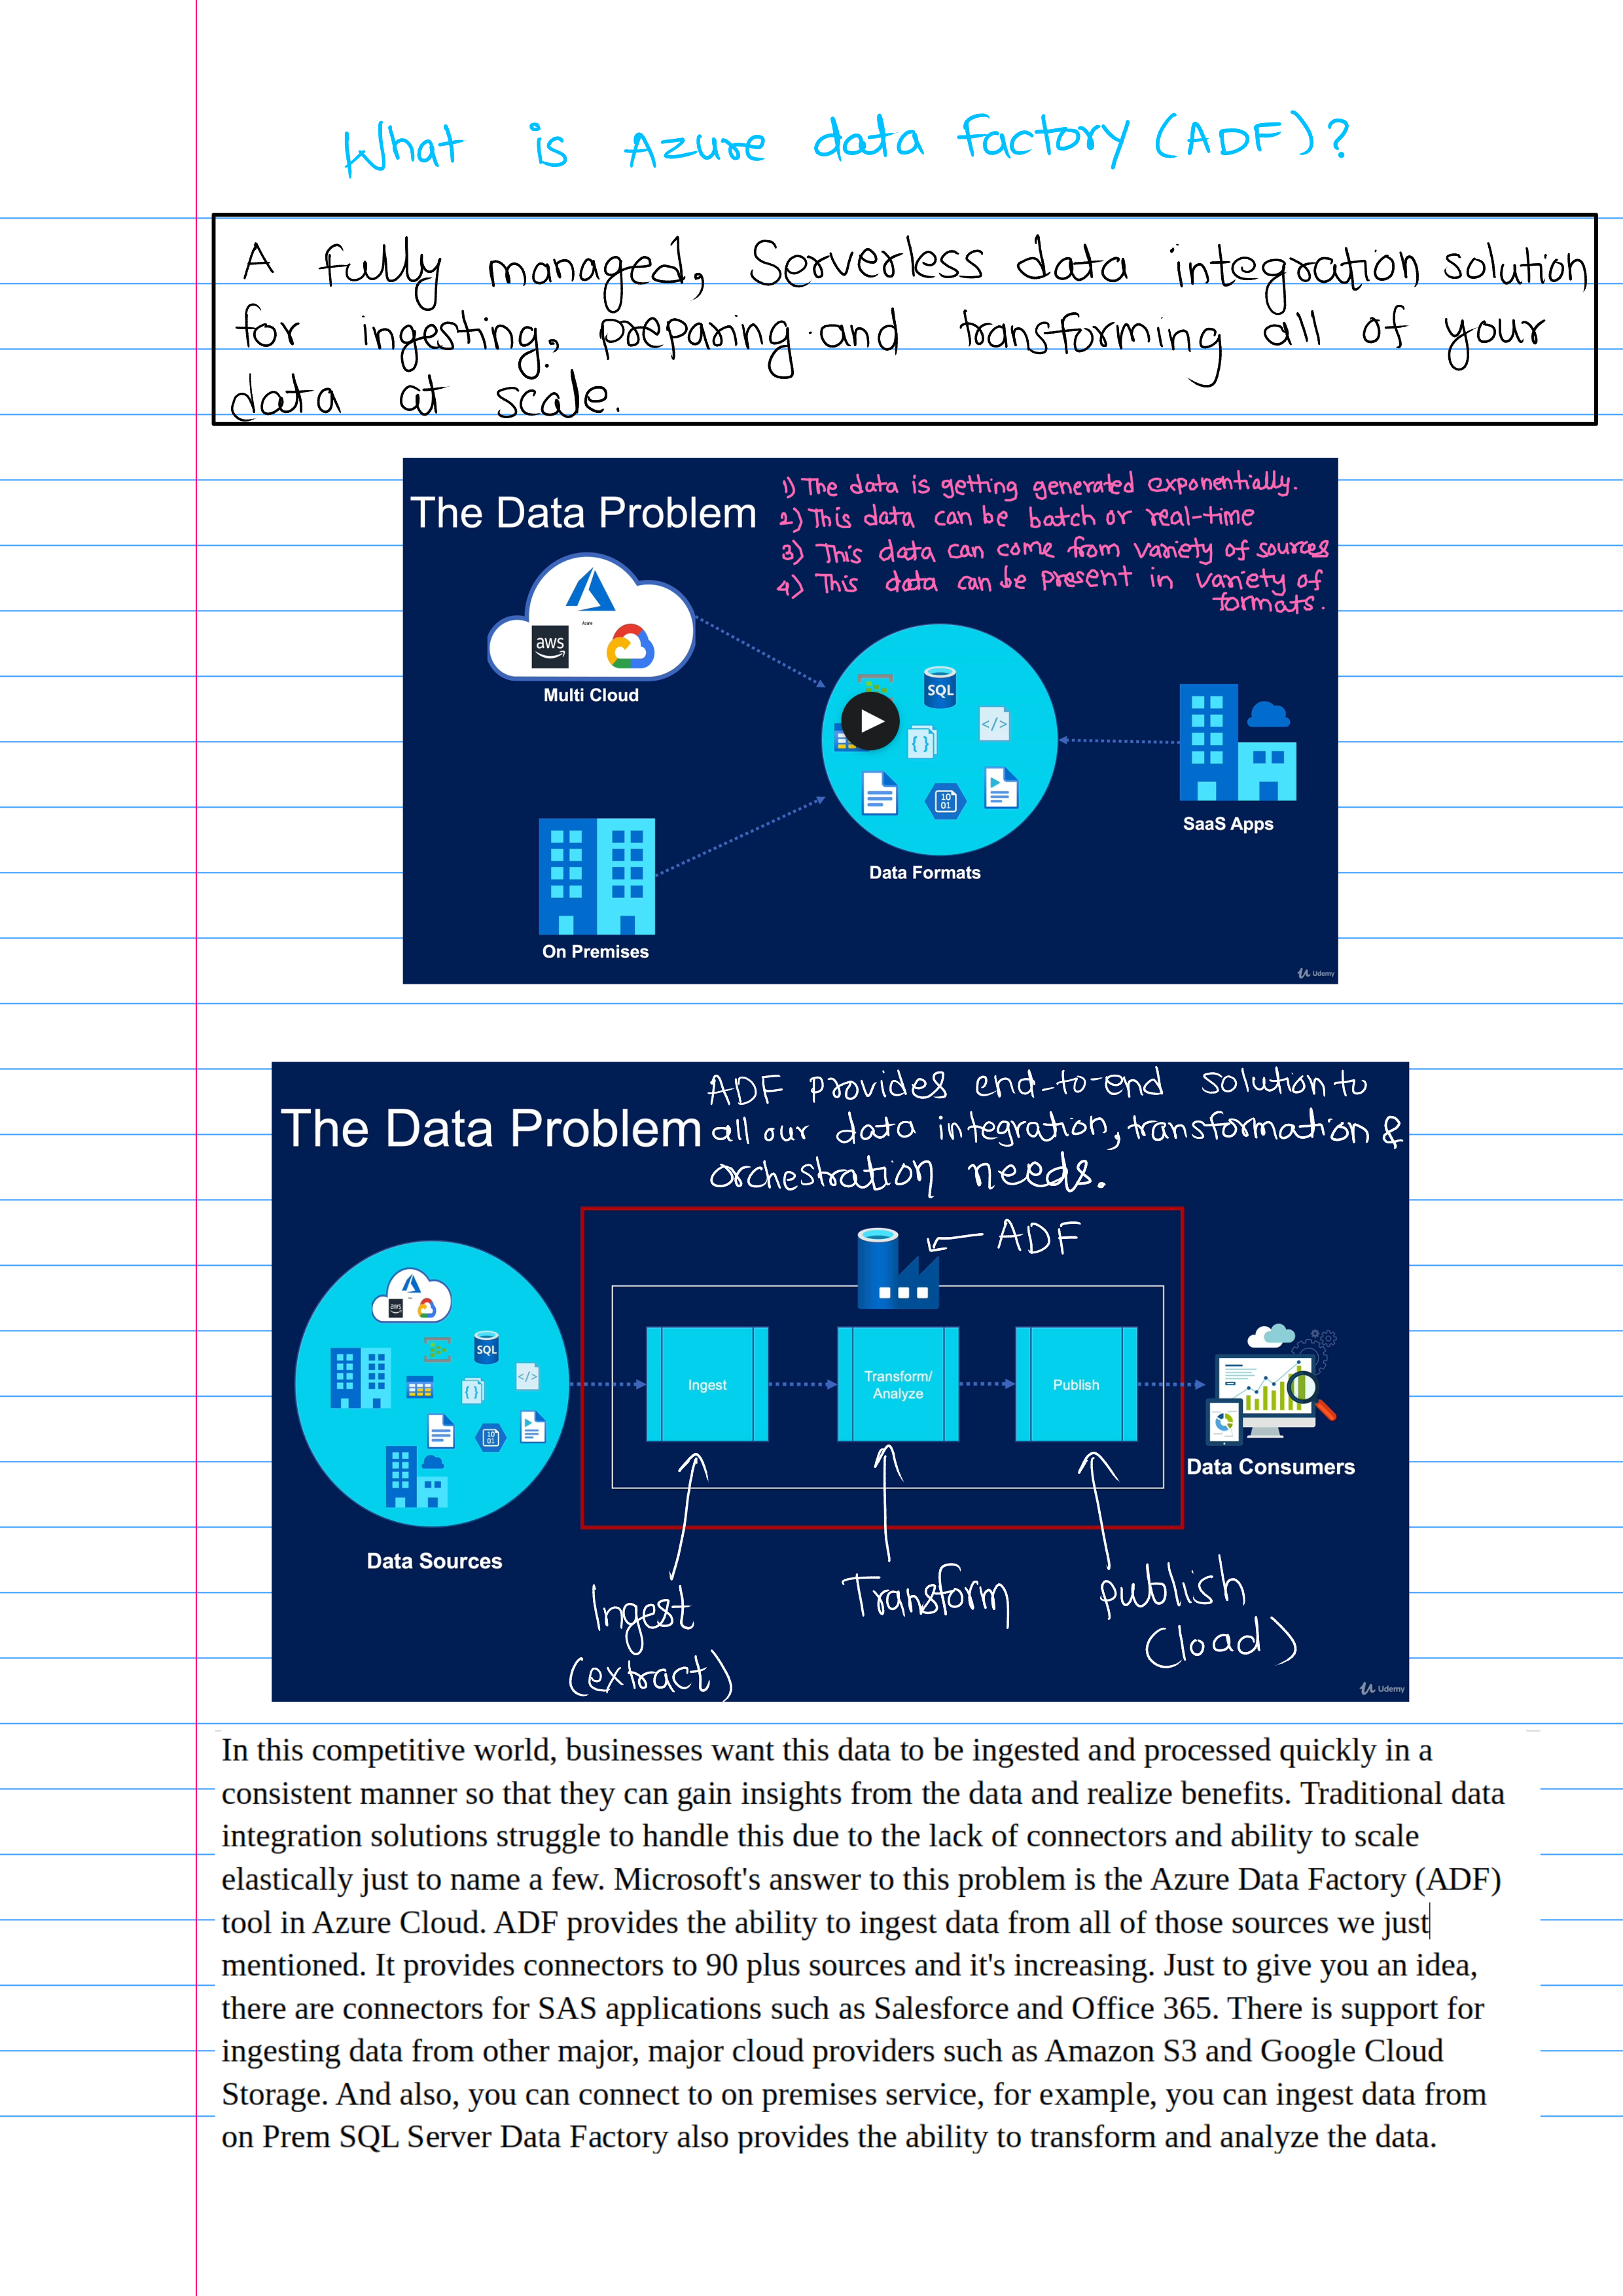 What is Azure data factory (ADF)?
A fully managed, Serverless data integration solution
for ingesting, preparing and transforming all of your
data at scale.
The Data Problem
1) The data is getting generated exponentially.
2) This data can be batch or real-time
3) This data can come from variety of sources
4) This data can be present in variety of
formats.
Azure
aws
Multi Cloud
SQL
</>
{ }
10
01
SaaS Apps
Data Formats
On Premises
Udemy
The Data Problem
ADF provides end-to-end solution to
all our data integration, transformation &
orchestration needs.
ADF
aws
SQL
</>
{ }
10
01
Ingest
Transform/
Analyze
Publish
Data Consumers
Data Sources
Ingest
(extract)
Transform
publish
(load)
Udemy
In this competitive world, businesses want this data to be ingested and processed quickly in a
consistent manner so that they can gain insights from the data and realize benefits. Traditional data
integration solutions struggle to handle this due to the lack of connectors and ability to scale
elastically just to name a few. Microsoft's answer to this problem is the Azure Data Factory (ADF)
tool in Azure Cloud. ADF provides the ability to ingest data from all of those sources we just
mentioned. It provides connectors to 90 plus sources and it's increasing. Just to give you an idea,
there are connectors for SAS applications such as Salesforce and Office 365. There is support for
ingesting data from other major, major cloud providers such as Amazon S3 and Google Cloud
Storage. And also, you can connect to on premises service, for example, you can ingest data from
on Prem SQL Server Data Factory also provides the ability to transform and analyze the data.